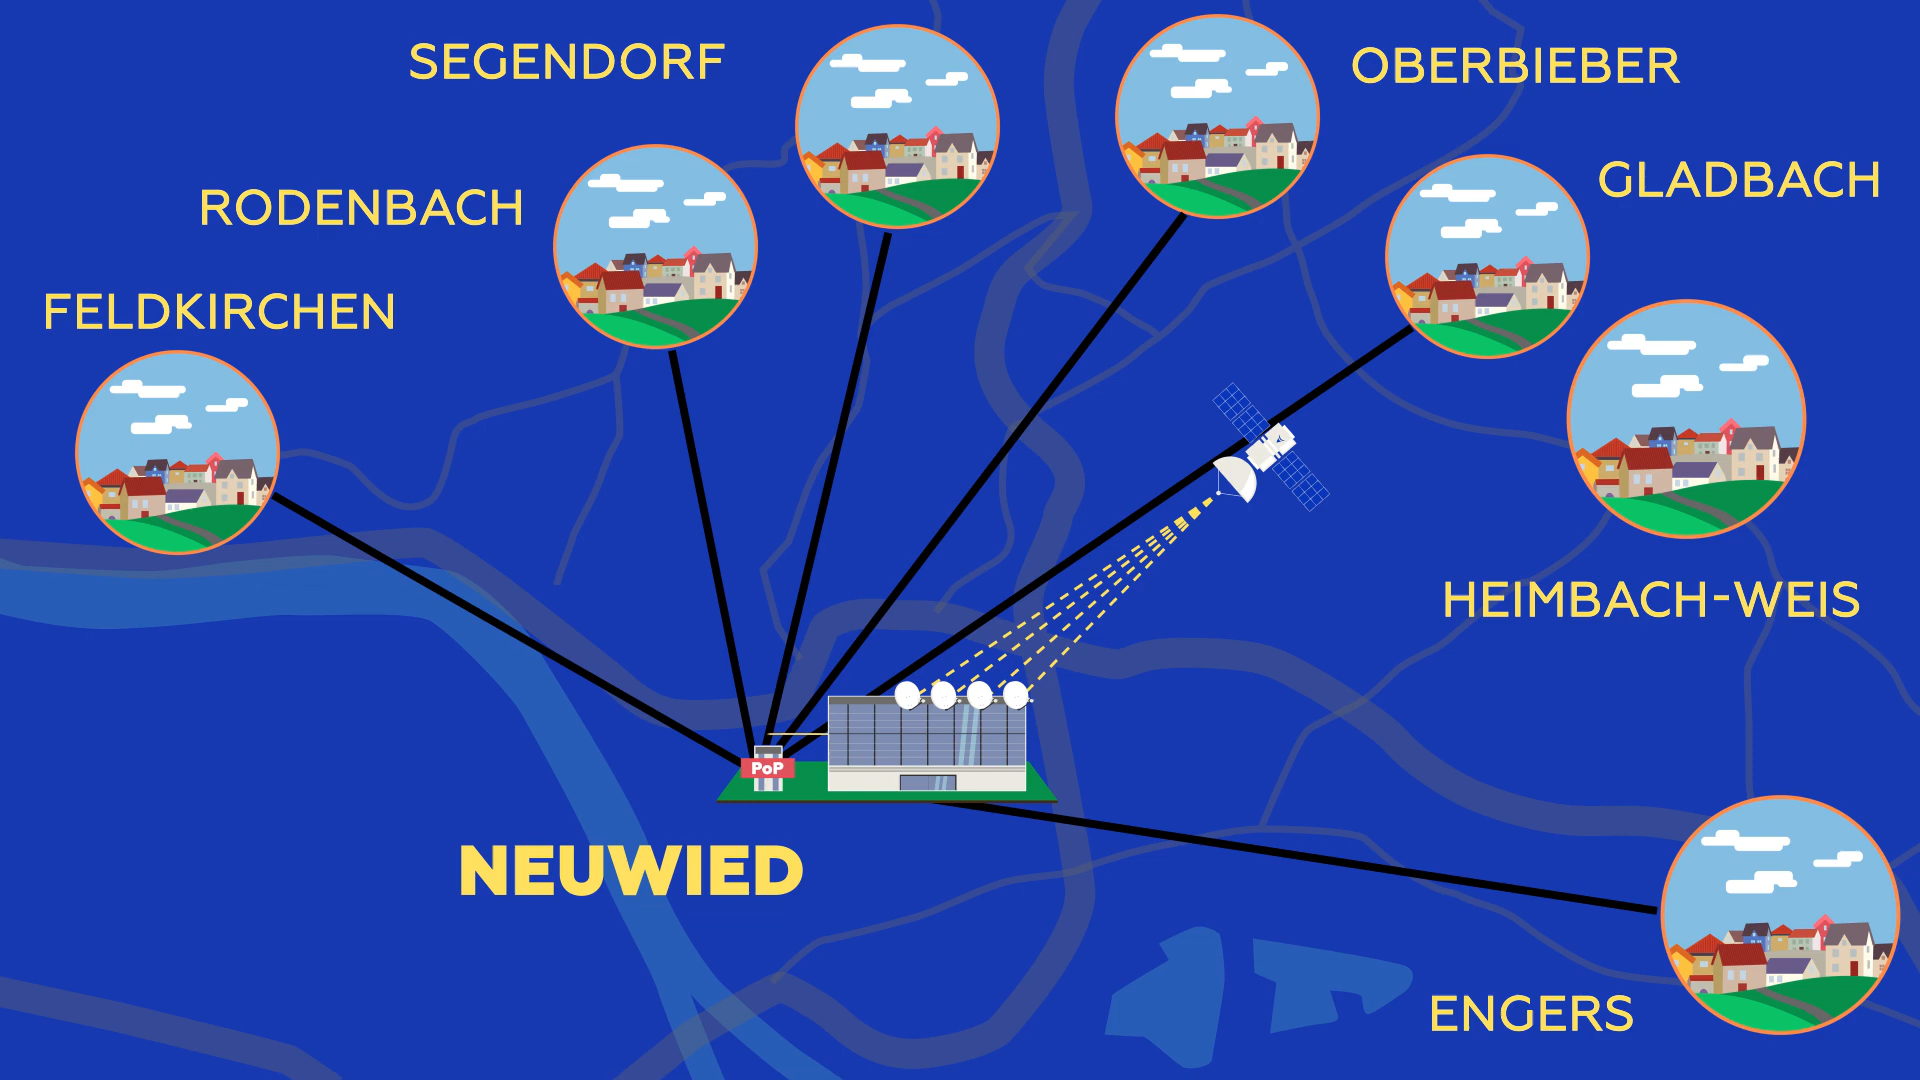 SEGENDORF
OBERBIEBER
RODENBACH
GLADBACH
FELDKIRCHEN
HEIMBACH-WEIS
PoP
NEUWIED
ENGERS